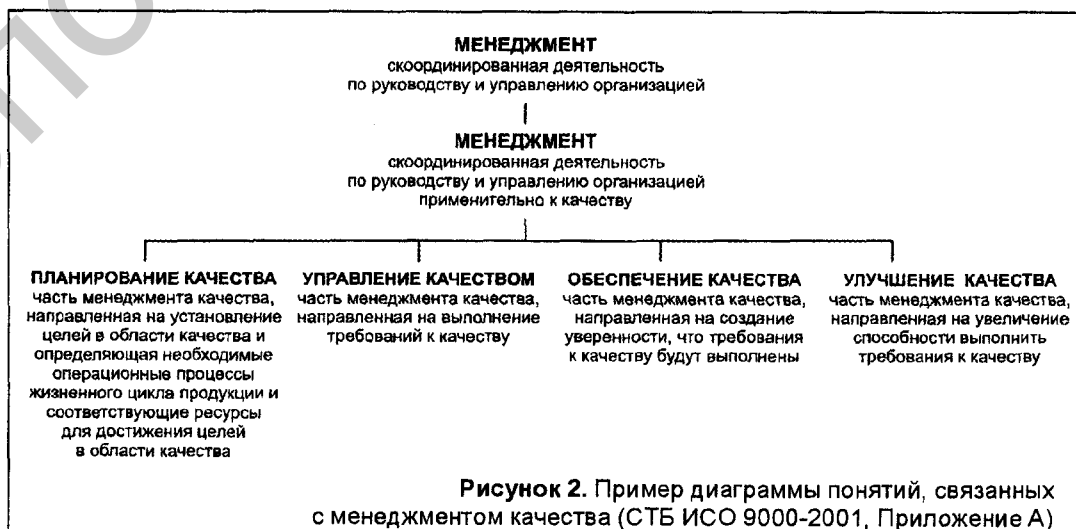 МЕНЕДЖМЕНТ
скоординированная деятельность
по руководству и управлению организацией
МЕНЕДЖМЕНТ
скоординированная деятельность
по руководству и управлению организацией
применительно к качеству
ПЛАНИРОВАНИЕ КАЧЕСТВА
часть менеджмента качества,
направленная на установление
целей в области качества и
определяющая необходимые
операционные процессы
жизненного цикла продукции и
соответствующие ресурсы
для достижения целей
в области качества
УПРАВЛЕНИЕ КАЧЕСТВОМ
часть менеджмента качества,
направленная на выполнение
требований к качеству
ОБЕСПЕЧЕНИЕ КАЧЕСТВА
часть менеджмента качества,
направленная на создание
уверенности, что требования
к качеству будут выполнены
УЛУЧШЕНИЕ КАЧЕСТВА
часть менеджмента качества,
направленная на увеличение
способности выполнить
требования к качеству
Рисунок 2. Пример диаграммы понятий, связанных
с менеджментом качества (СТБ ИСО 9000-2001, Приложение А)